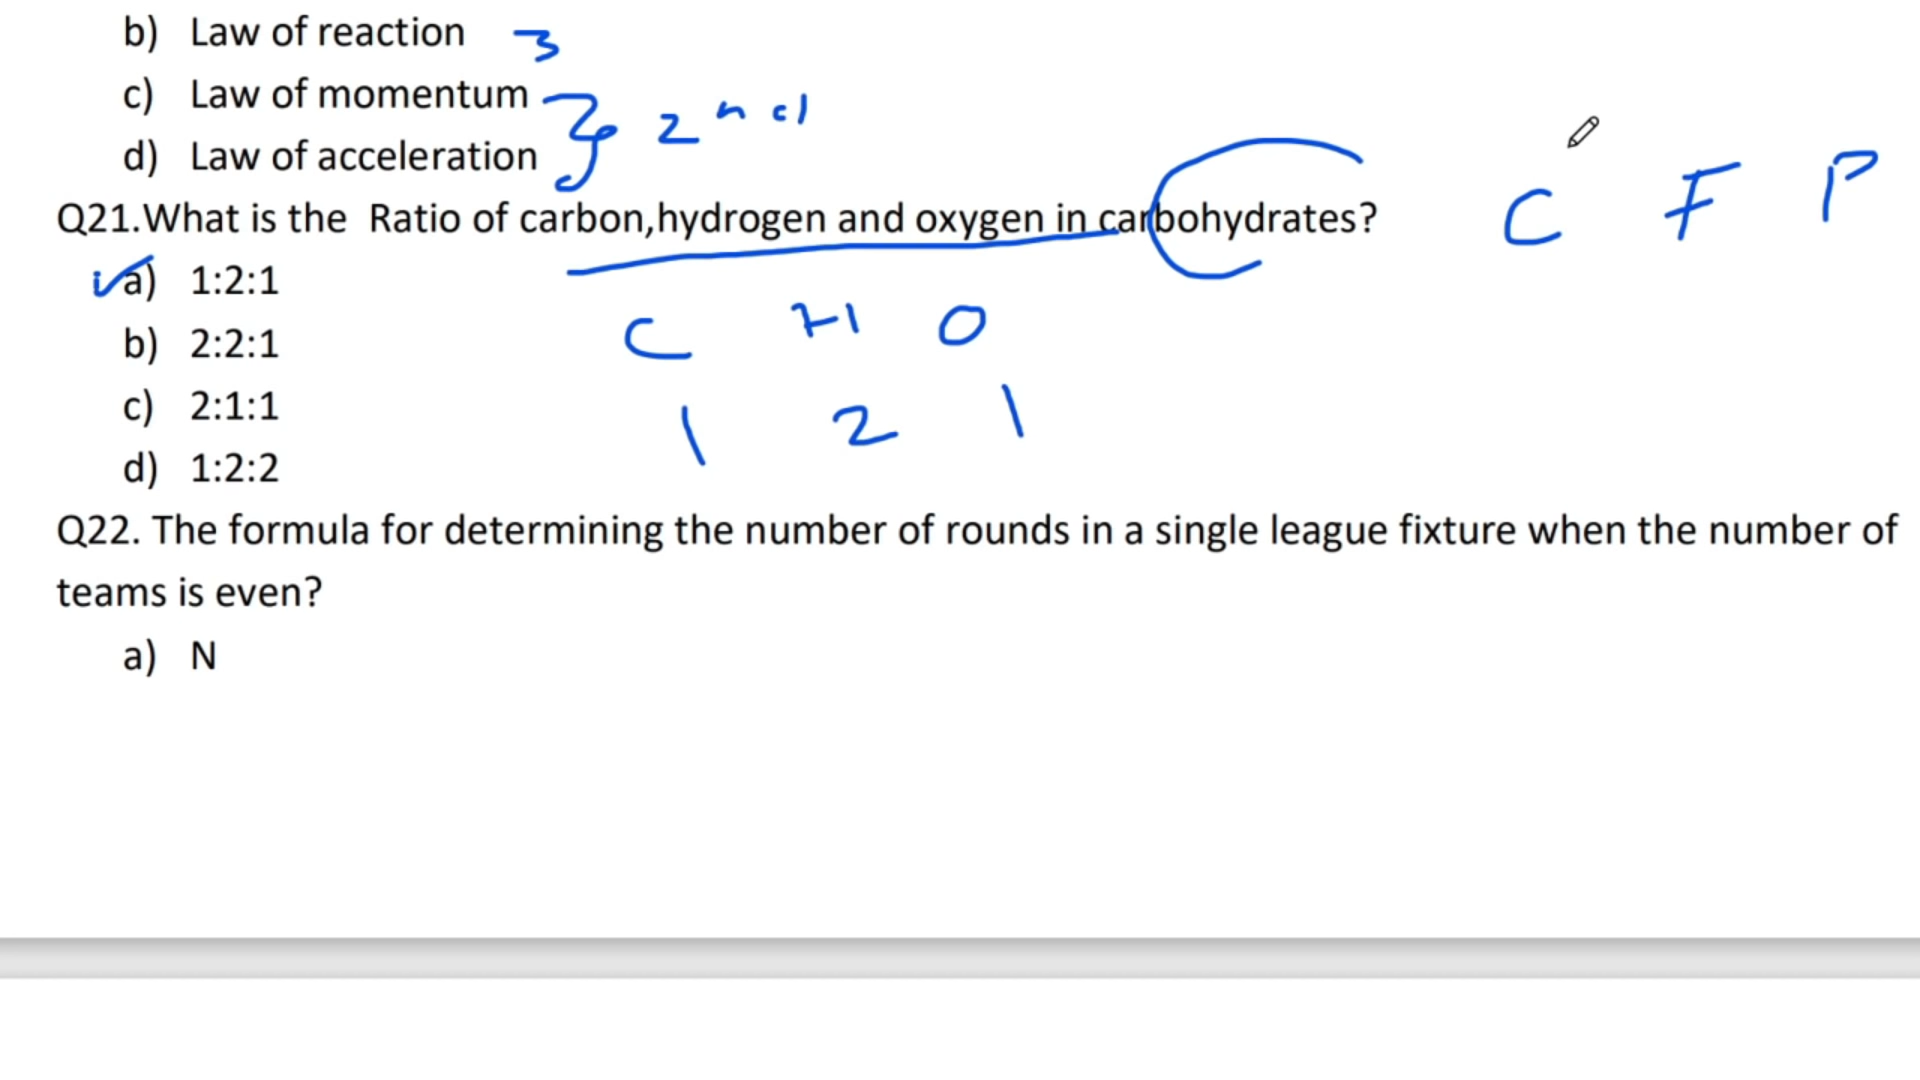 b) Law of reaction 3
c) Law of momentum
2nd
d) Law of acceleration
C F P
Q21.What is the  Ratio of carbon,hydrogen and oxygen in carbohydrates?
a) 1:2:1
C H O
b) 2:2:1
c) 2:1:1
1 2 1
d) 1:2:2
Q22. The formula for determining the number of rounds in a single league fixture when the number of
teams is even?
a) N